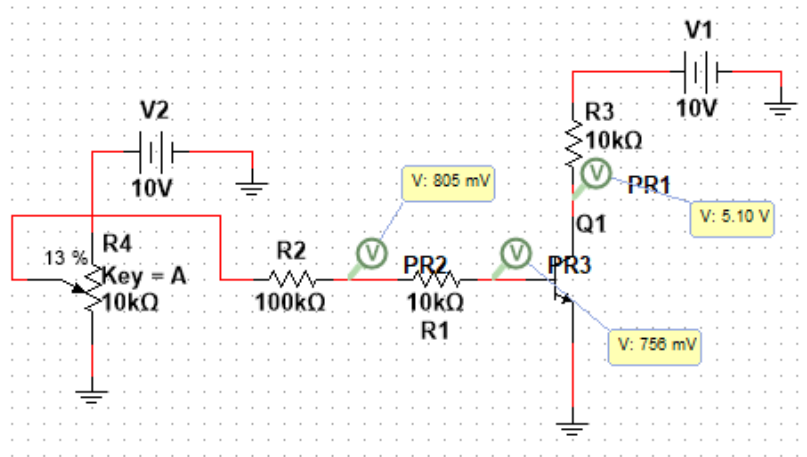 V1
10V
R3
10kΩ
PR1
V: 5.10 V
Q1
V2
10V
V: 805 mV
R4
13 %
Key = A
10kΩ
R2
100kΩ
PR2
10kΩ
R1
PR3
V: 756 mV